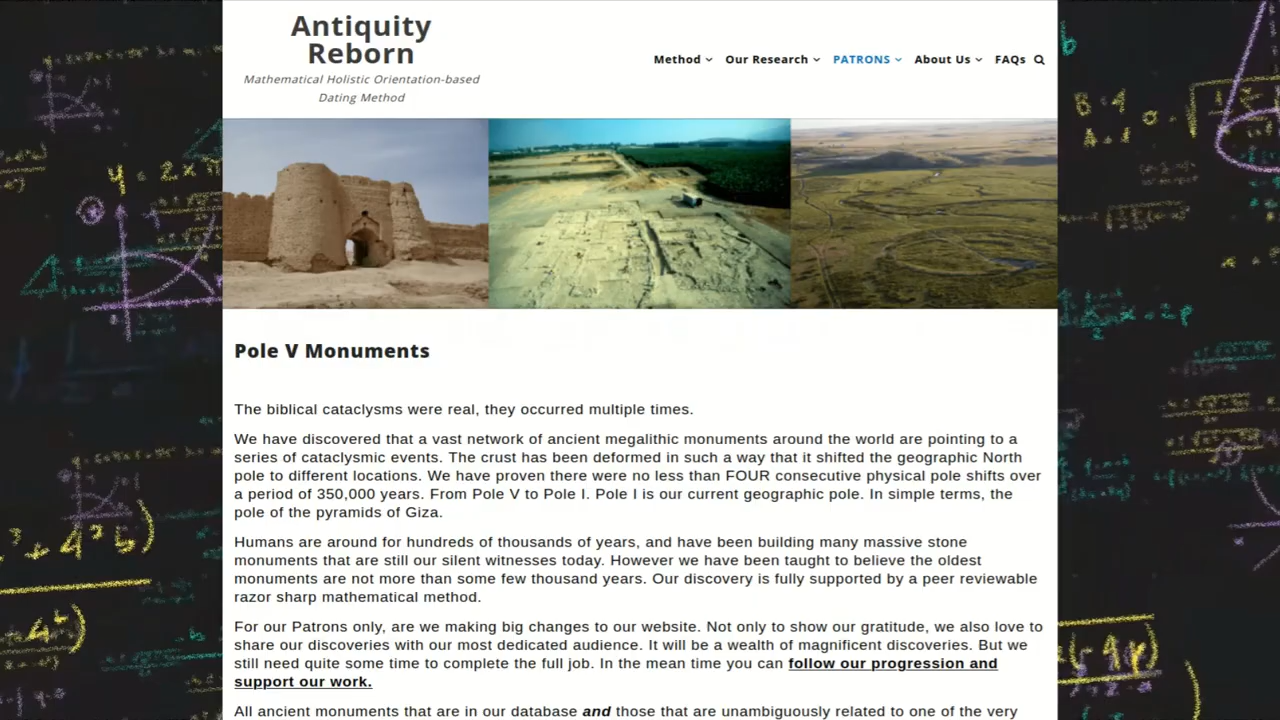 Antiquity
Reborn
Mathematical Holistic Orientation-based
Dating Method
Method Our Research PATRONS About Us FAQs
Pole V Monuments
The biblical cataclysms were real, they occurred multiple times.
We have discovered that a vast network of ancient megalithic monuments around the world are pointing to a
series of cataclysmic events. The crust has been deformed in such a way that it shifted the geographic North
pole to different locations. We have proven there were no less than FOUR consecutive physical pole shifts over
a period of 350,000 years. From Pole V to Pole I. Pole I is our current geographic pole. In simple terms, the
pole of the pyramids of Giza.
Humans are around for hundreds of thousands of years, and have been building many massive stone
monuments that are still our silent witnesses today. However we have been taught to believe the oldest
monuments are not more than some few thousand years. Our discovery is fully supported by a peer reviewable
razor sharp mathematical method.
For our Patrons only, are we making big changes to our website. Not only to show our gratitude, we also love to
share our discoveries with our most dedicated audience. It will be a wealth of magnificent discoveries. But we
still need quite some time to complete the full job. In the mean time you can follow our progression and
support our work.
All ancient monuments that are in our database and those that are unambiguously related to one of the very